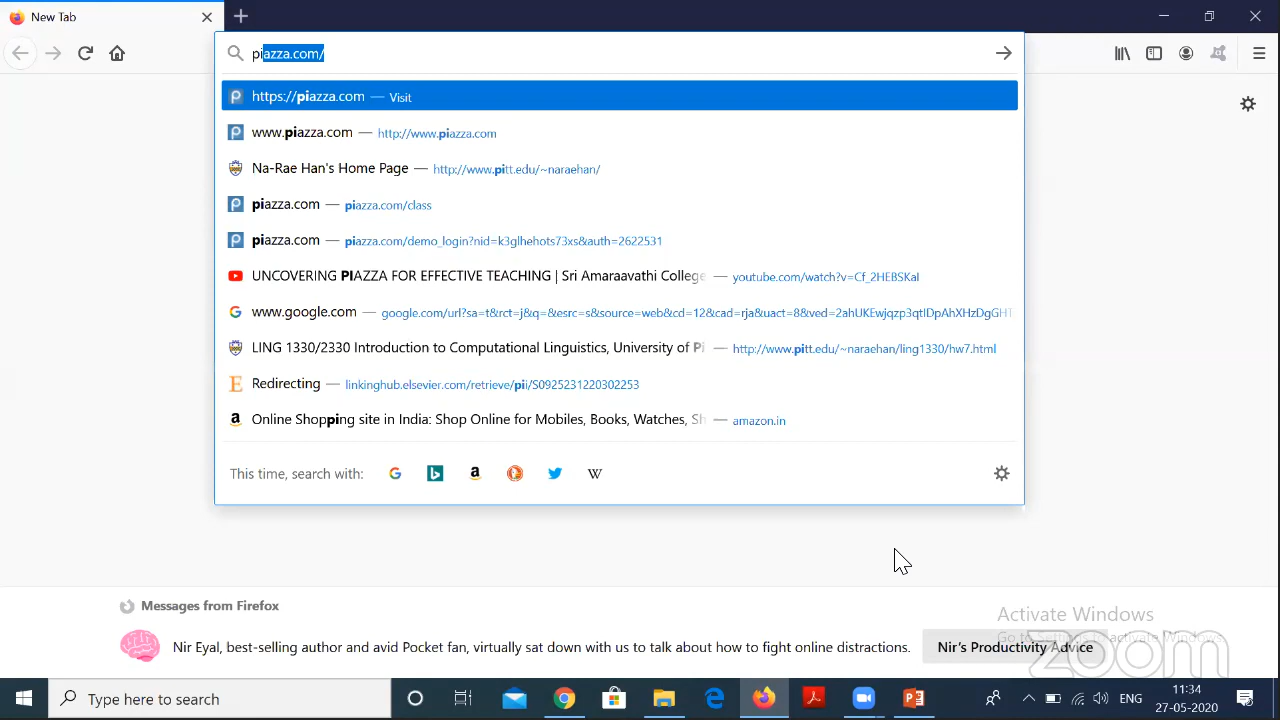 New Tab
piazza.com/
https://piazza.com — Visit
www.piazza.com — http://www.piazza.com
Na-Rae Han's Home Page — http://www.pitt.edu/~naraehan/
piazza.com — piazza.com/class
piazza.com — piazza.com/demo_login?nid=k3glhehots73xs&auth=2622531
UNCOVERING PIAZZA FOR EFFECTIVE TEACHING | Sri Amaraavathi College — youtube.com/watch?v=Cf_2HEBSKaI
www.google.com — google.com/url?sa=t&rct=j&q=&esrc=s&source=web&cd=12&cad=rja&uact=8&ved=2ahUKEwjqzp3qtIDpAhXHzDgGHT
LING 1330/2330 Introduction to Computational Linguistics, University of Pi — http://www.pitt.edu/~naraehan/ling1330/hw7.html
Redirecting — linkinghub.elsevier.com/retrieve/pii/S0925231220302253
Online Shopping site in India: Shop Online for Mobiles, Books, Watches, Sh — amazon.in
This time, search with:
Messages from Firefox
Nir Eyal, best-selling author and avid Pocket fan, virtually sat down with us to talk about how to fight online distractions.
Nir's Productivity Advice
Activate Windows
Go to Settings to activate Windows.
zoom
Type here to search
ENG
11:34
27-05-2020